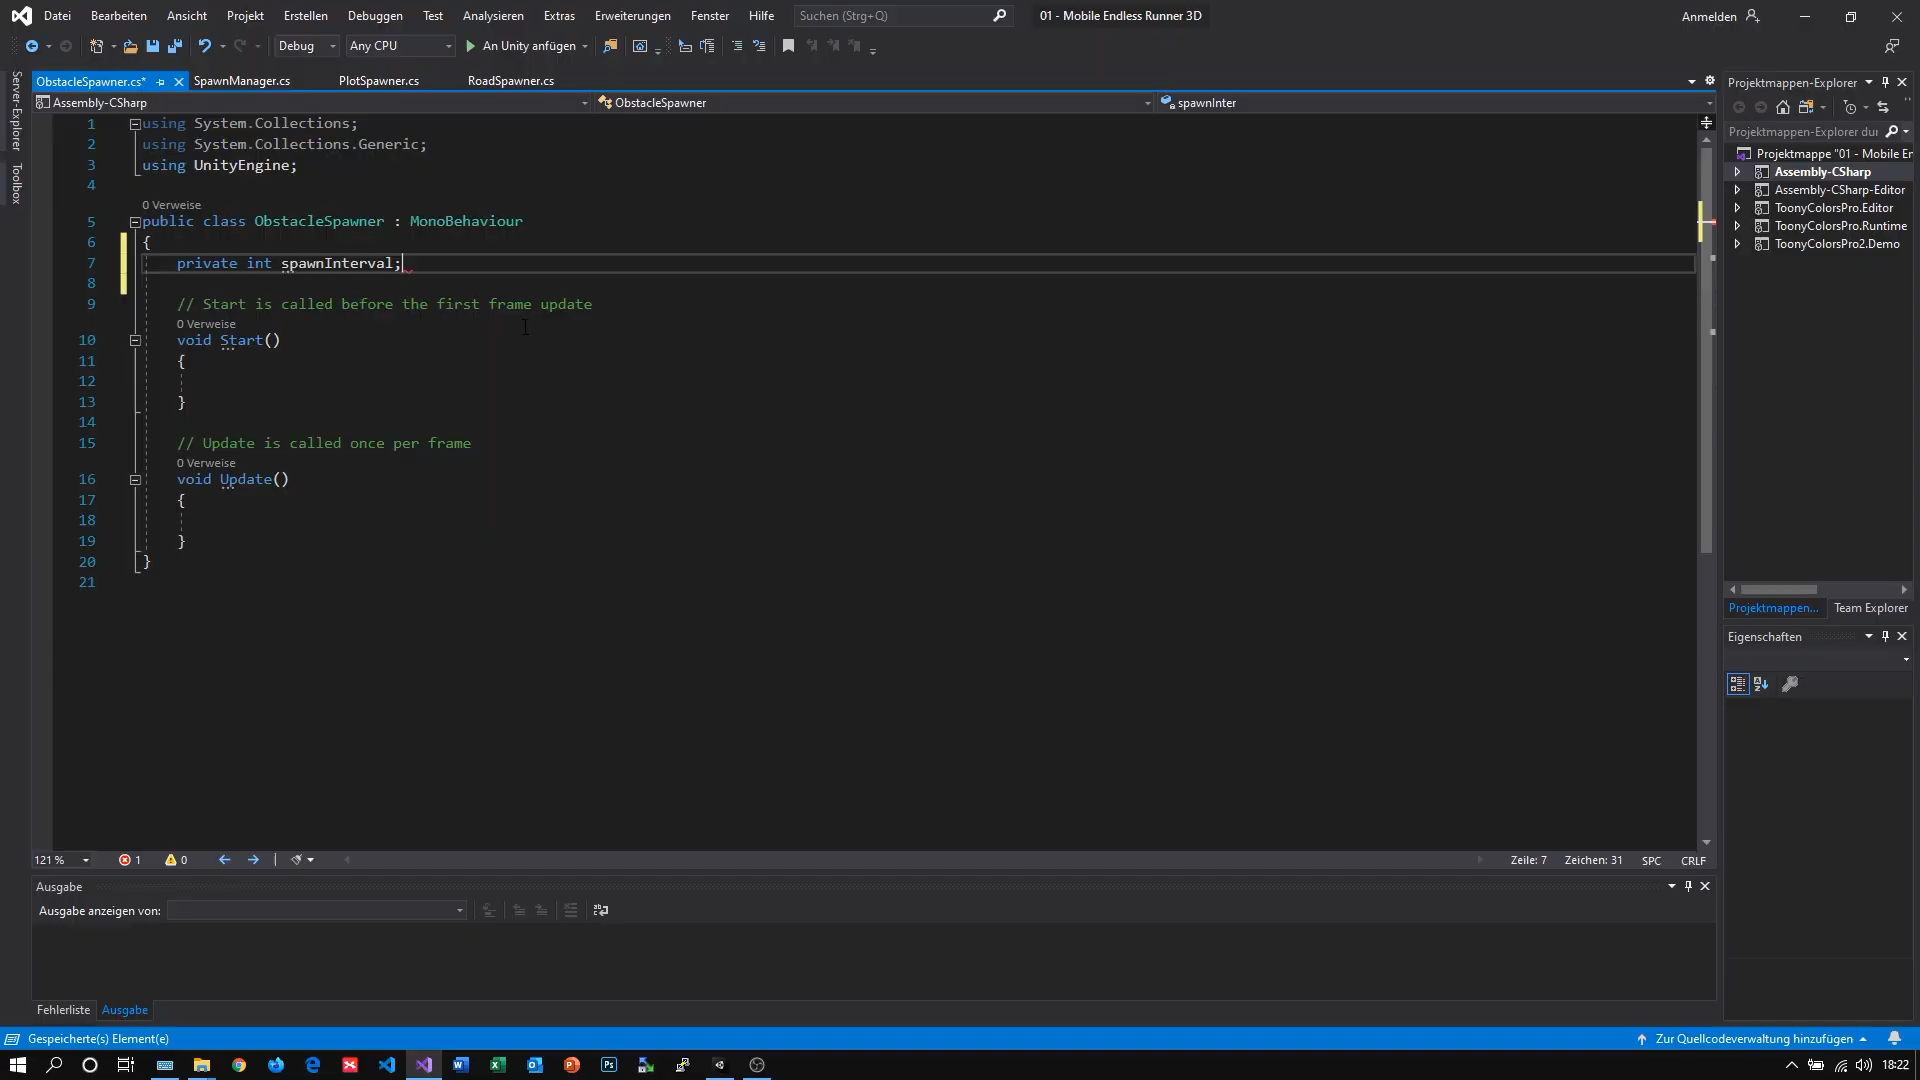 Datei Bearbeiten Ansicht Projekt Erstellen Debuggen Test Analysieren Extras Erweiterungen Fenster Hilfe Suchen (Strg+Q) 01 - Mobile Endless Runner 3D Anmelden
Debug Any CPU An Unity anfügen
ObstacleSpawner.cs* SpawnManager.cs PlotSpawner.cs RoadSpawner.cs
Assembly-CSharp ObstacleSpawner spawnInter
Server-Explorer
Toolbox
1 using System.Collections;
2 using System.Collections.Generic;
3 using UnityEngine;
4
0 Verweise
5 public class ObstacleSpawner : MonoBehaviour
6 {
7 private int spawnInterval;
8
9 // Start is called before the first frame update
0 Verweise
10 void Start()
11 {
12
13 }
14
15 // Update is called once per frame
0 Verweise
16 void Update()
17 {
18
19 }
20 }
21
121 % 1 0 Zeile: 7 Zeichen: 31 SPC CRLF
Ausgabe
Ausgabe anzeigen von:
Fehlerliste Ausgabe
Projektmappen-Explorer
Projektmappen-Explorer dur
Projektmappe "01 - Mobile Er
Assembly-CSharp
Assembly-CSharp-Editor
ToonyColorsPro.Editor
ToonyColorsPro.Runtime
ToonyColorsPro2.Demo
Projektmappen... Team Explorer
Eigenschaften
Gespeicherte(s) Element(e) Zur Quellcodeverwaltung hinzufügen
18:22